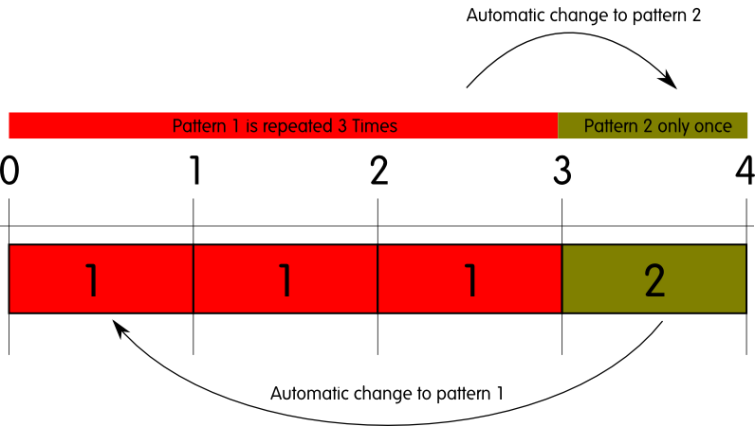 Automatic change to pattern 2
Pattern 1 is repeated 3 Times Pattern 2 only once
0 1 2 3 4
1 1 1 2
Automatic change to pattern 1